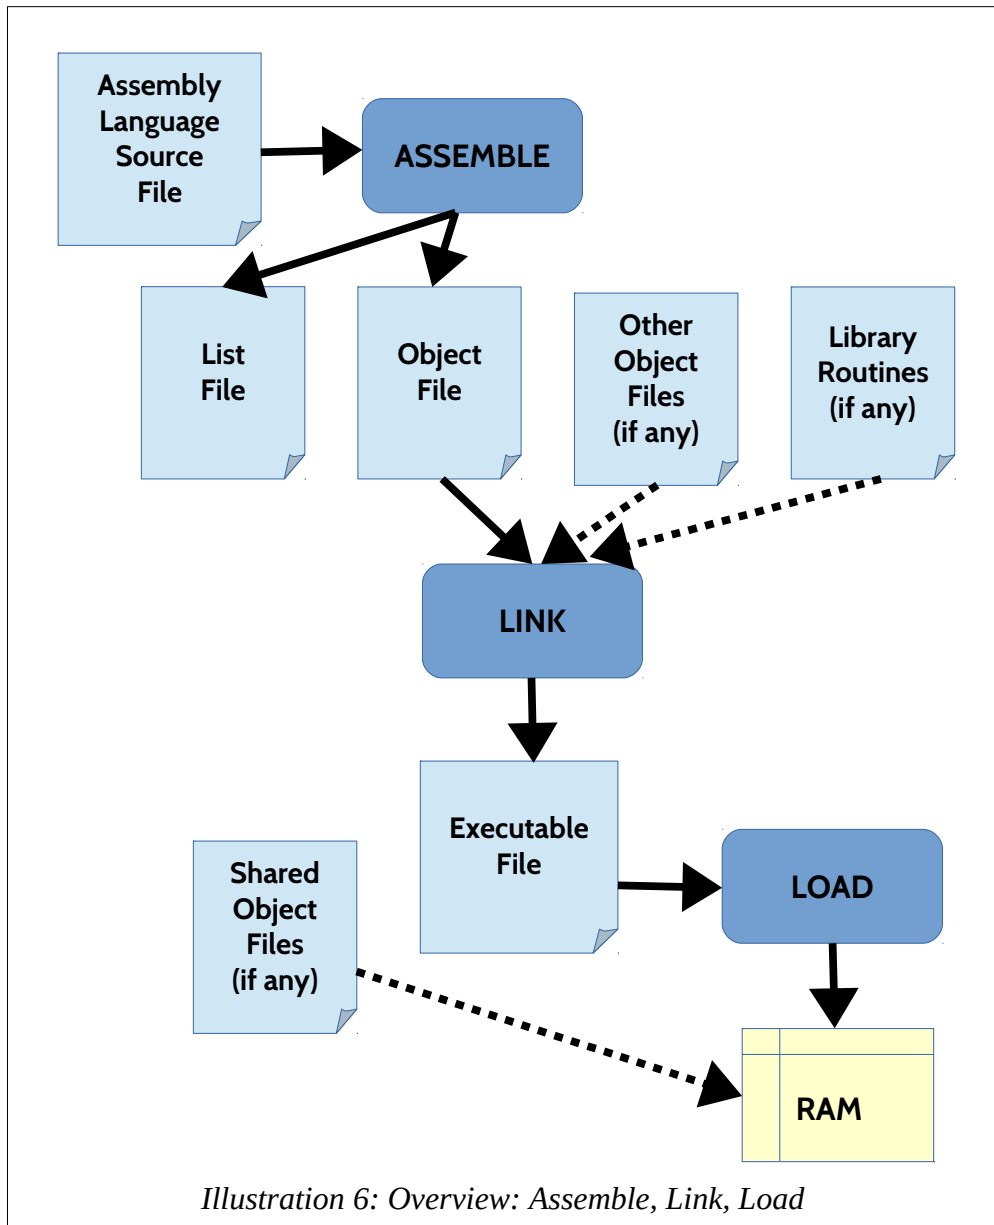 Assembly
Language
Source
File
ASSEMBLE
List
File
Object
File
Other
Object
Files
(if any)
Library
Routines
(if any)
LINK
Executable
File
Shared
Object
Files
(if any)
LOAD
RAM
Illustration 6: Overview: Assemble, Link, Load